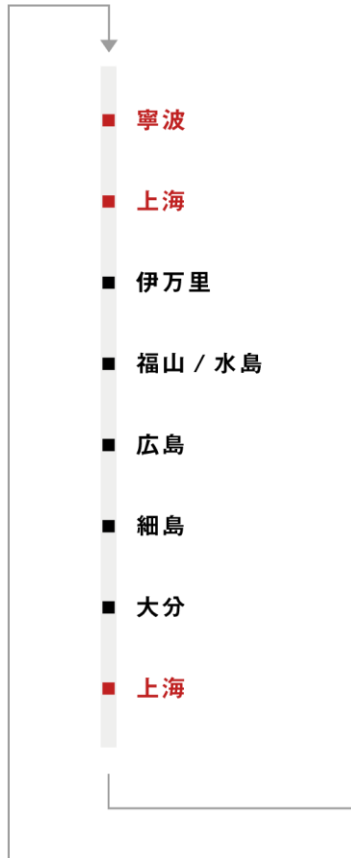 寧波
上海
伊万里
福山 / 水島
広島
細島
大分
上海